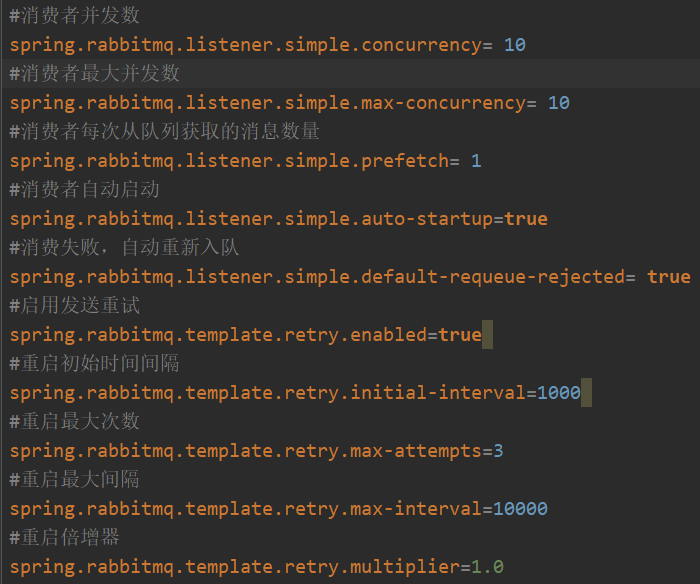 #消费者并发数
spring.rabbitmq.listener.simple.concurrency= 10
#消费者最大并发数
spring.rabbitmq.listener.simple.max-concurrency= 10
#消费者每次从队列获取的消息数量
spring.rabbitmq.listener.simple.prefetch= 1
#消费者自动启动
spring.rabbitmq.listener.simple.auto-startup=true
#消费失败，自动重新入队
spring.rabbitmq.listener.simple.default-requeue-rejected= true
#启用发送重试
spring.rabbitmq.template.retry.enabled=true
#重启初始时间间隔
spring.rabbitmq.template.retry.initial-interval=1000
#重启最大次数
spring.rabbitmq.template.retry.max-attempts=3
#重启最大间隔
spring.rabbitmq.template.retry.max-interval=10000
#重启倍增器
spring.rabbitmq.template.retry.multiplier=1.0